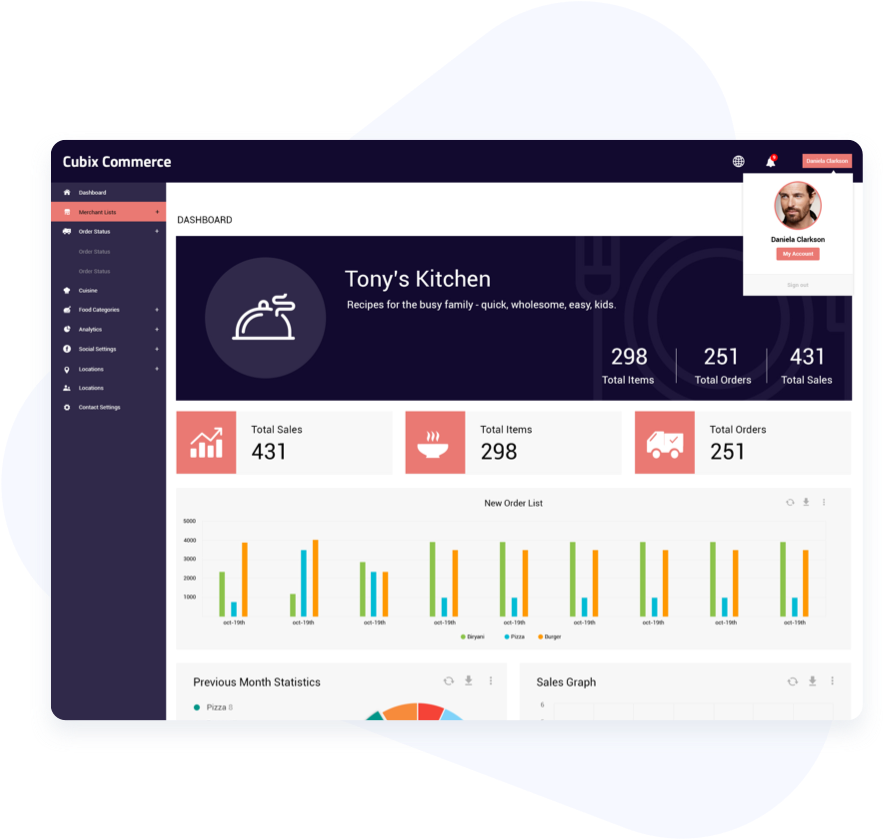 Cubix Commerce
Daniela Clarkson
Dashboard
Merchant Lists +
Order Status +
Order Status
Order Status
Cuisine
Food Categories +
Analytics +
Social Settings +
Locations +
Locations
Contact Settings
Daniela Clarkson
My Account
Sign out
DASHBOARD
Tony's Kitchen
Recipes for the busy family - quick, wholesome, easy, kids.
298 251 431
Total Items Total Orders Total Sales
Total Sales
431
Total Items
298
Total Orders
251
New Order List
5000
4000
3000
2000
1000
oct-19th oct-19th oct-19th oct-19th oct-19th oct-19th oct-19th oct-19th oct-19th
Biryani Pizza Burger
Previous Month Statistics
Pizza 8
Sales Graph
6